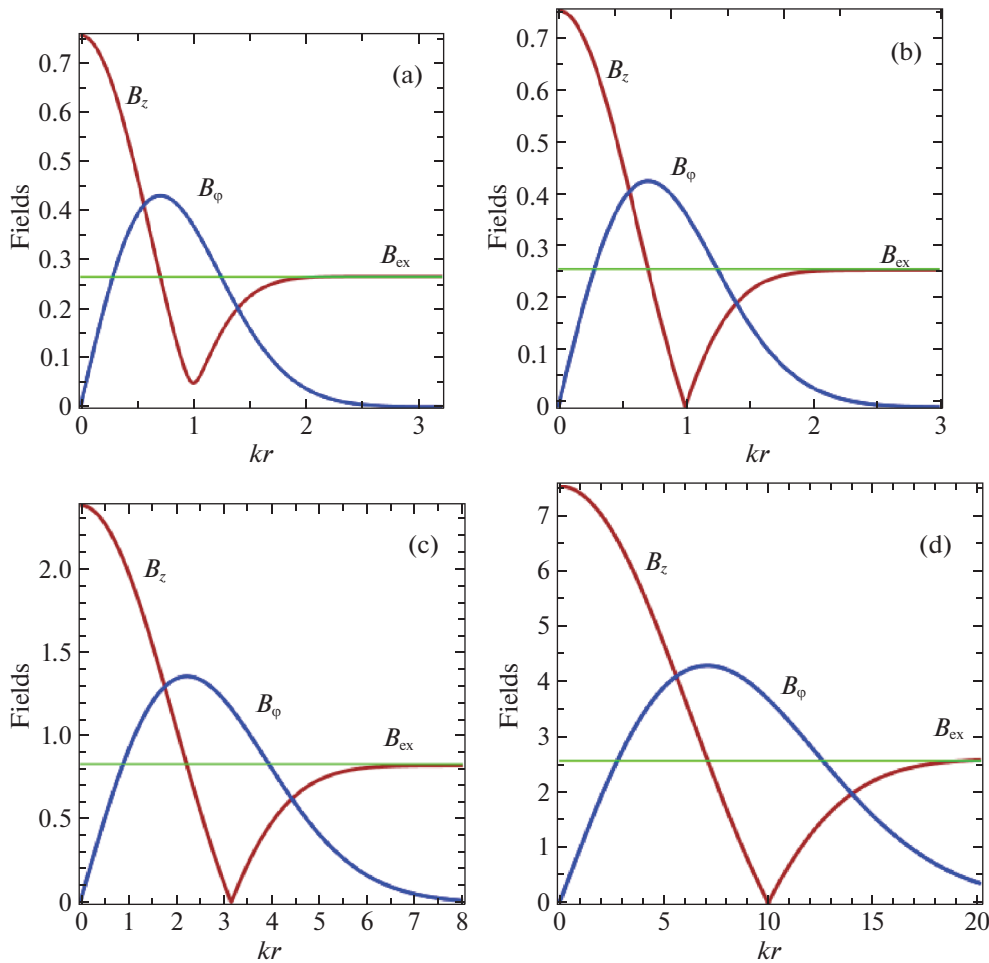 (a)
B_z
B_φ
B_ex
Fields
0.7
0.6
0.5
0.4
0.3
0.2
0.1
0
0 1 2 3
kr
(b)
B_z
B_φ
B_ex
Fields
0.7
0.6
0.5
0.4
0.3
0.2
0.1
0
0 1 2 3
kr
(c)
B_z
B_φ
B_ex
Fields
2.0
1.5
1.0
0.5
0
0 1 2 3 4 5 6 7 8
kr
(d)
B_z
B_φ
B_ex
Fields
7
6
5
4
3
2
1
0
0 5 10 15 20
kr